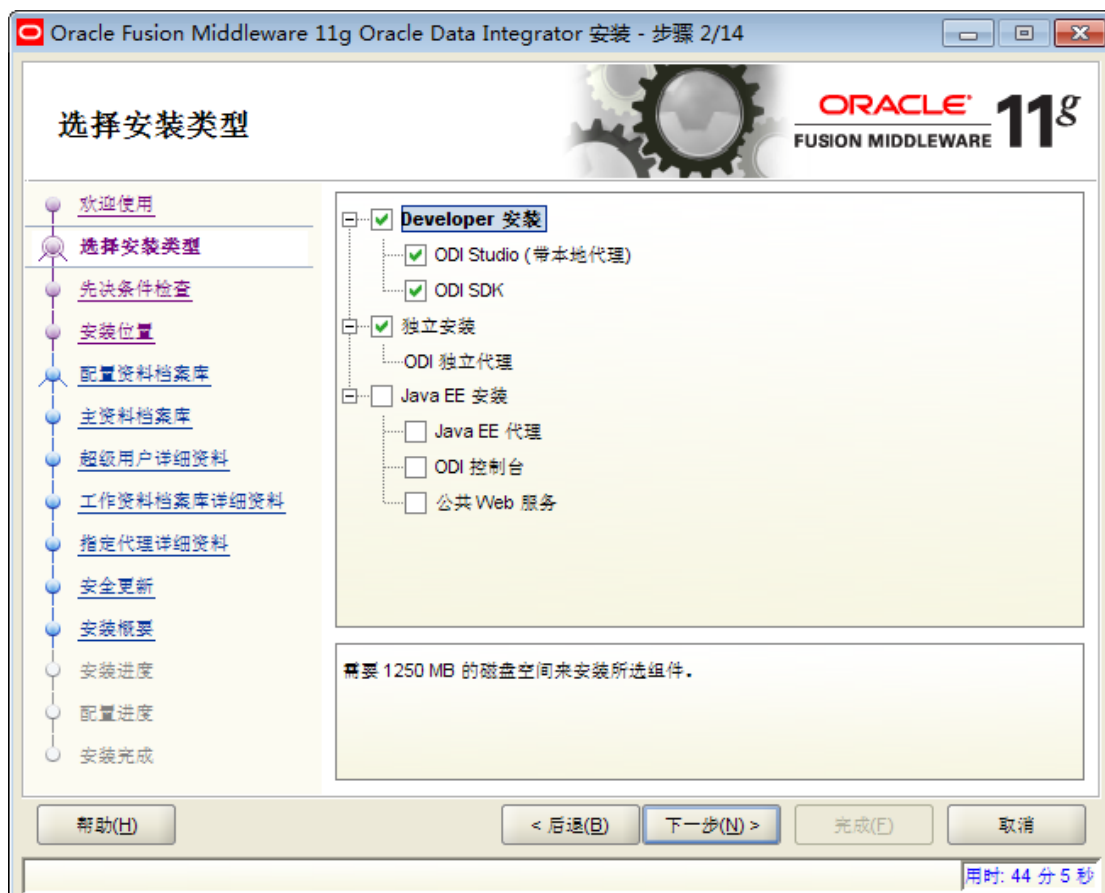 Oracle Fusion Middleware 11g Oracle Data Integrator 安装 - 步骤 2/14
选择安装类型
ORACLE
FUSION MIDDLEWARE 11g
欢迎使用
选择安装类型
先决条件检查
安装位置
配置资料档案库
主资料档案库
超级用户详细资料
工作资料档案库详细资料
指定代理详细资料
安全更新
安装概要
安装进度
配置进度
安装完成
Developer 安装
ODI Studio (带本地代理)
ODI SDK
独立安装
ODI 独立代理
Java EE 安装
Java EE 代理
ODI 控制台
公共 Web 服务
需要 1250 MB 的磁盘空间来安装所选组件。
帮助(H)
< 后退(B)
下一步(N) >
完成(F)
取消
用时: 44 分 5 秒